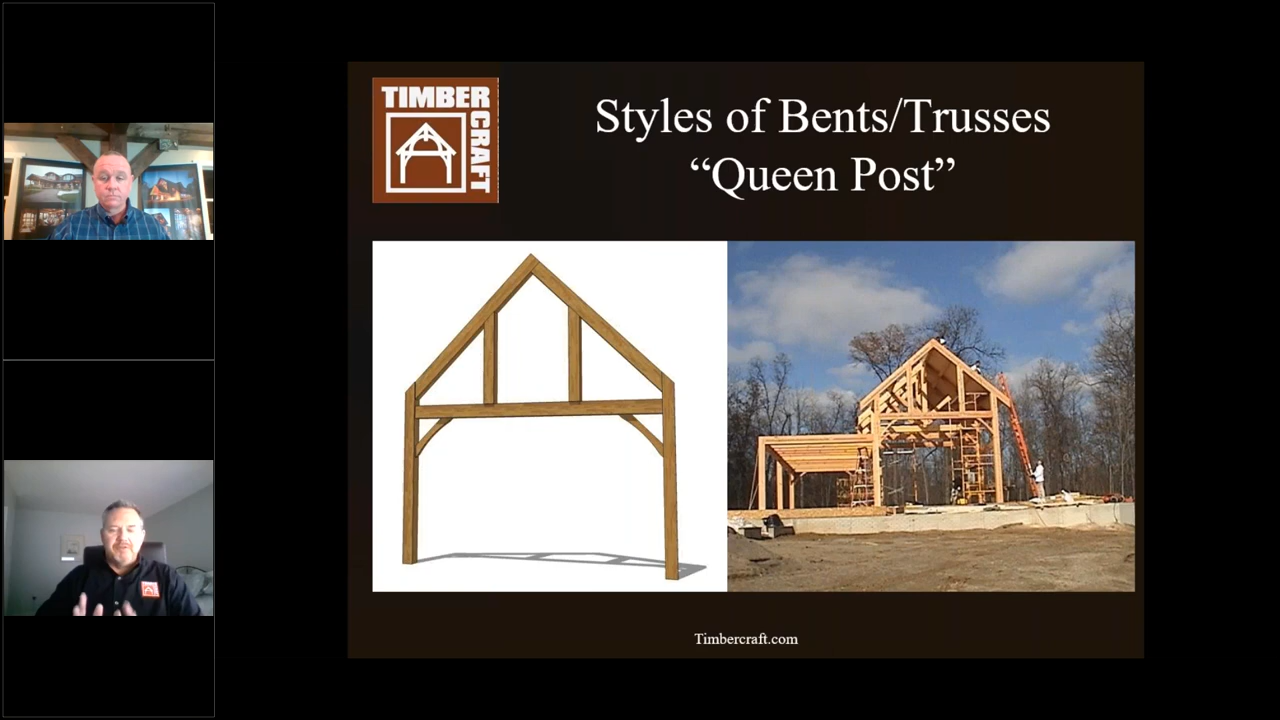 TIMBER
CRAFT
Styles of Bents/Trusses
“Queen Post”
Timbercraft.com